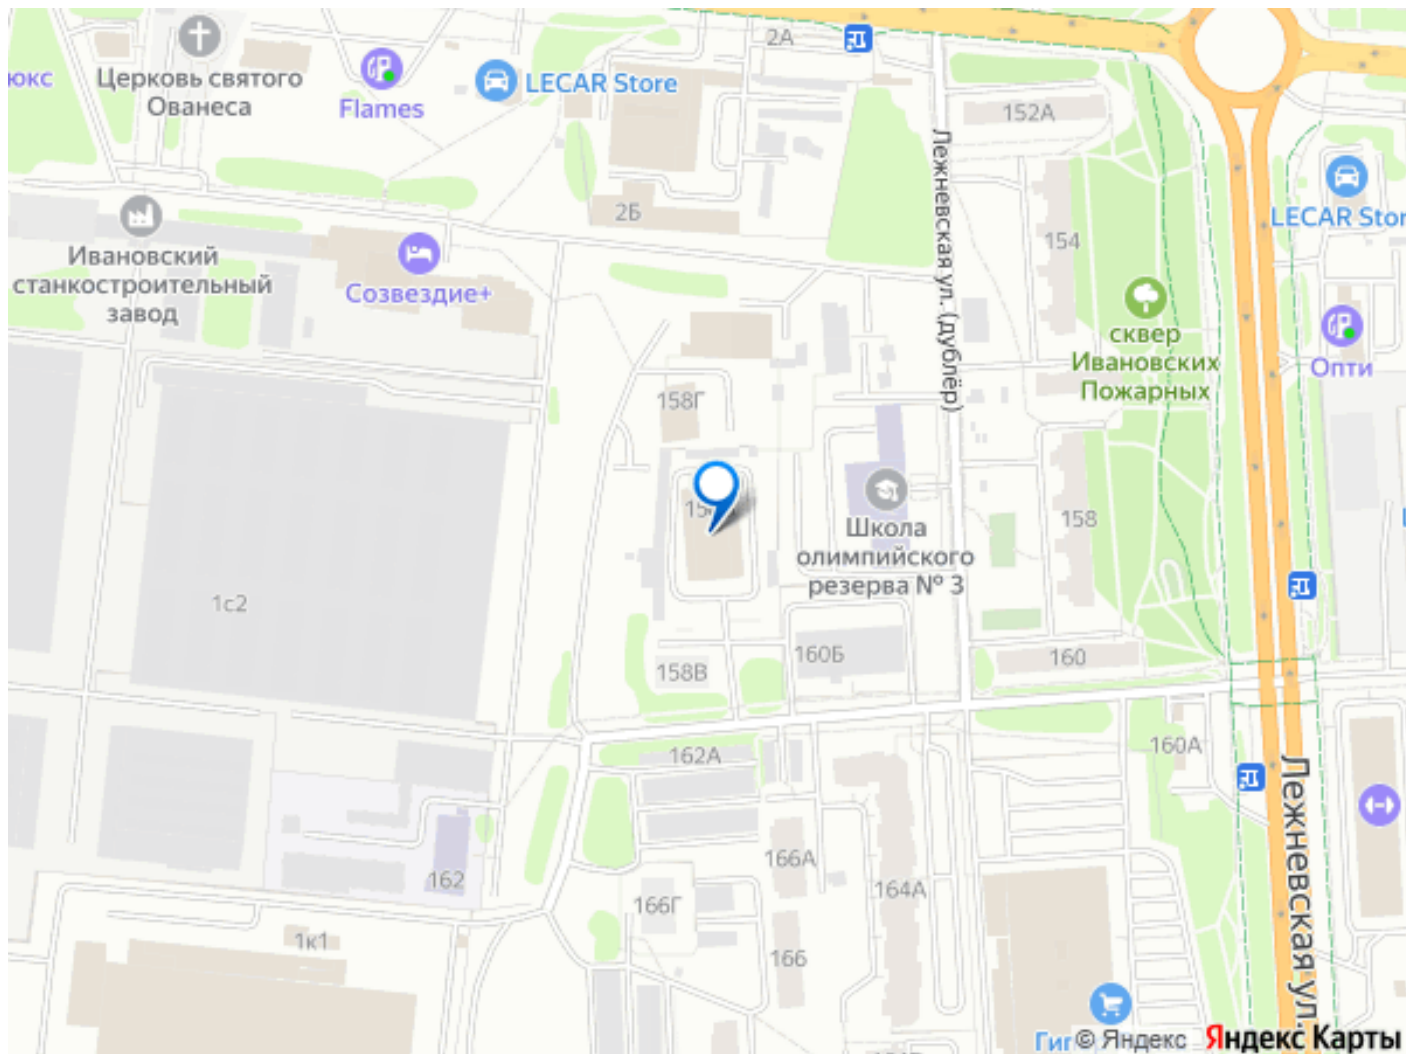 2А
юкс
Церковь святого
Ованеса
Flames
LECAR Store
152А
Лежневская ул. (дублёр)
LECAR Stor
2Б
154
Ивановский
станкостроительный
завод
Созвездие+
сквер
Ивановских
Пожарных
Опти
158Г
15
158
Школа
олимпийского
резерва № 3
1с2
160Б
160
158В
162А
160А
Лежневская ул.
166А
162
164А
166Г
1к1
166
Гип
© Яндекс
Яндекс Карты